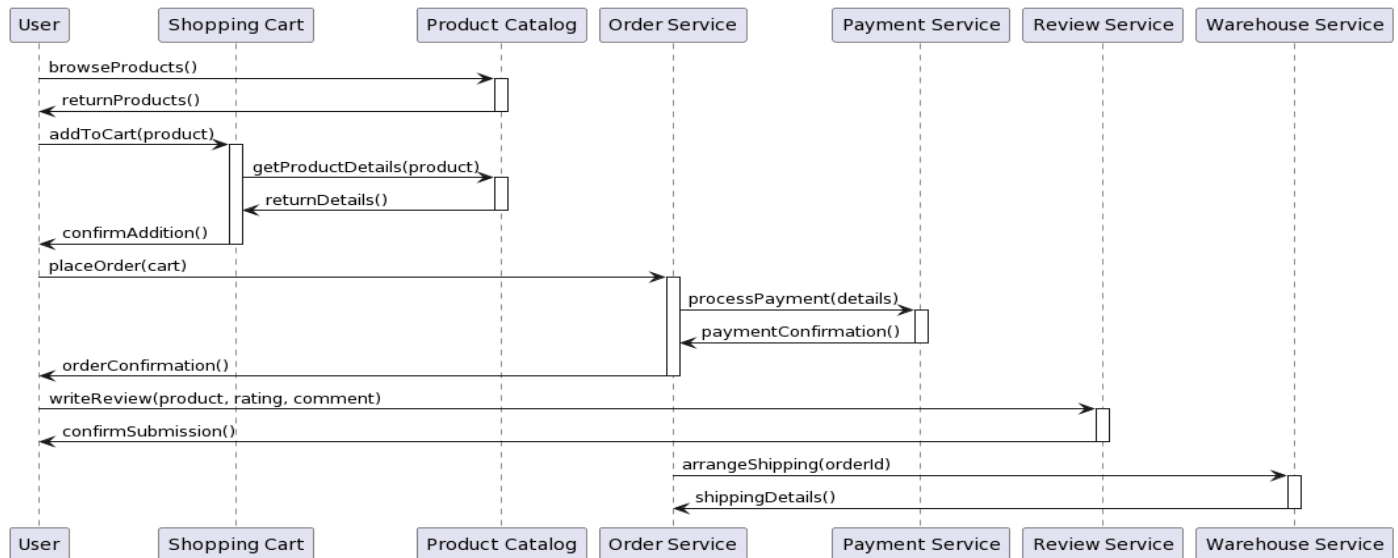 User Shopping Cart Product Catalog Order Service Payment Service Review Service Warehouse Service
browseProducts()
returnProducts()
addToCart(product)
getProductDetails(product)
returnDetails()
confirmAddition()
placeOrder(cart)
processPayment(details)
paymentConfirmation()
orderConfirmation()
writeReview(product, rating, comment)
confirmSubmission()
arrangeShipping(orderId)
shippingDetails()
User Shopping Cart Product Catalog Order Service Payment Service Review Service Warehouse Service